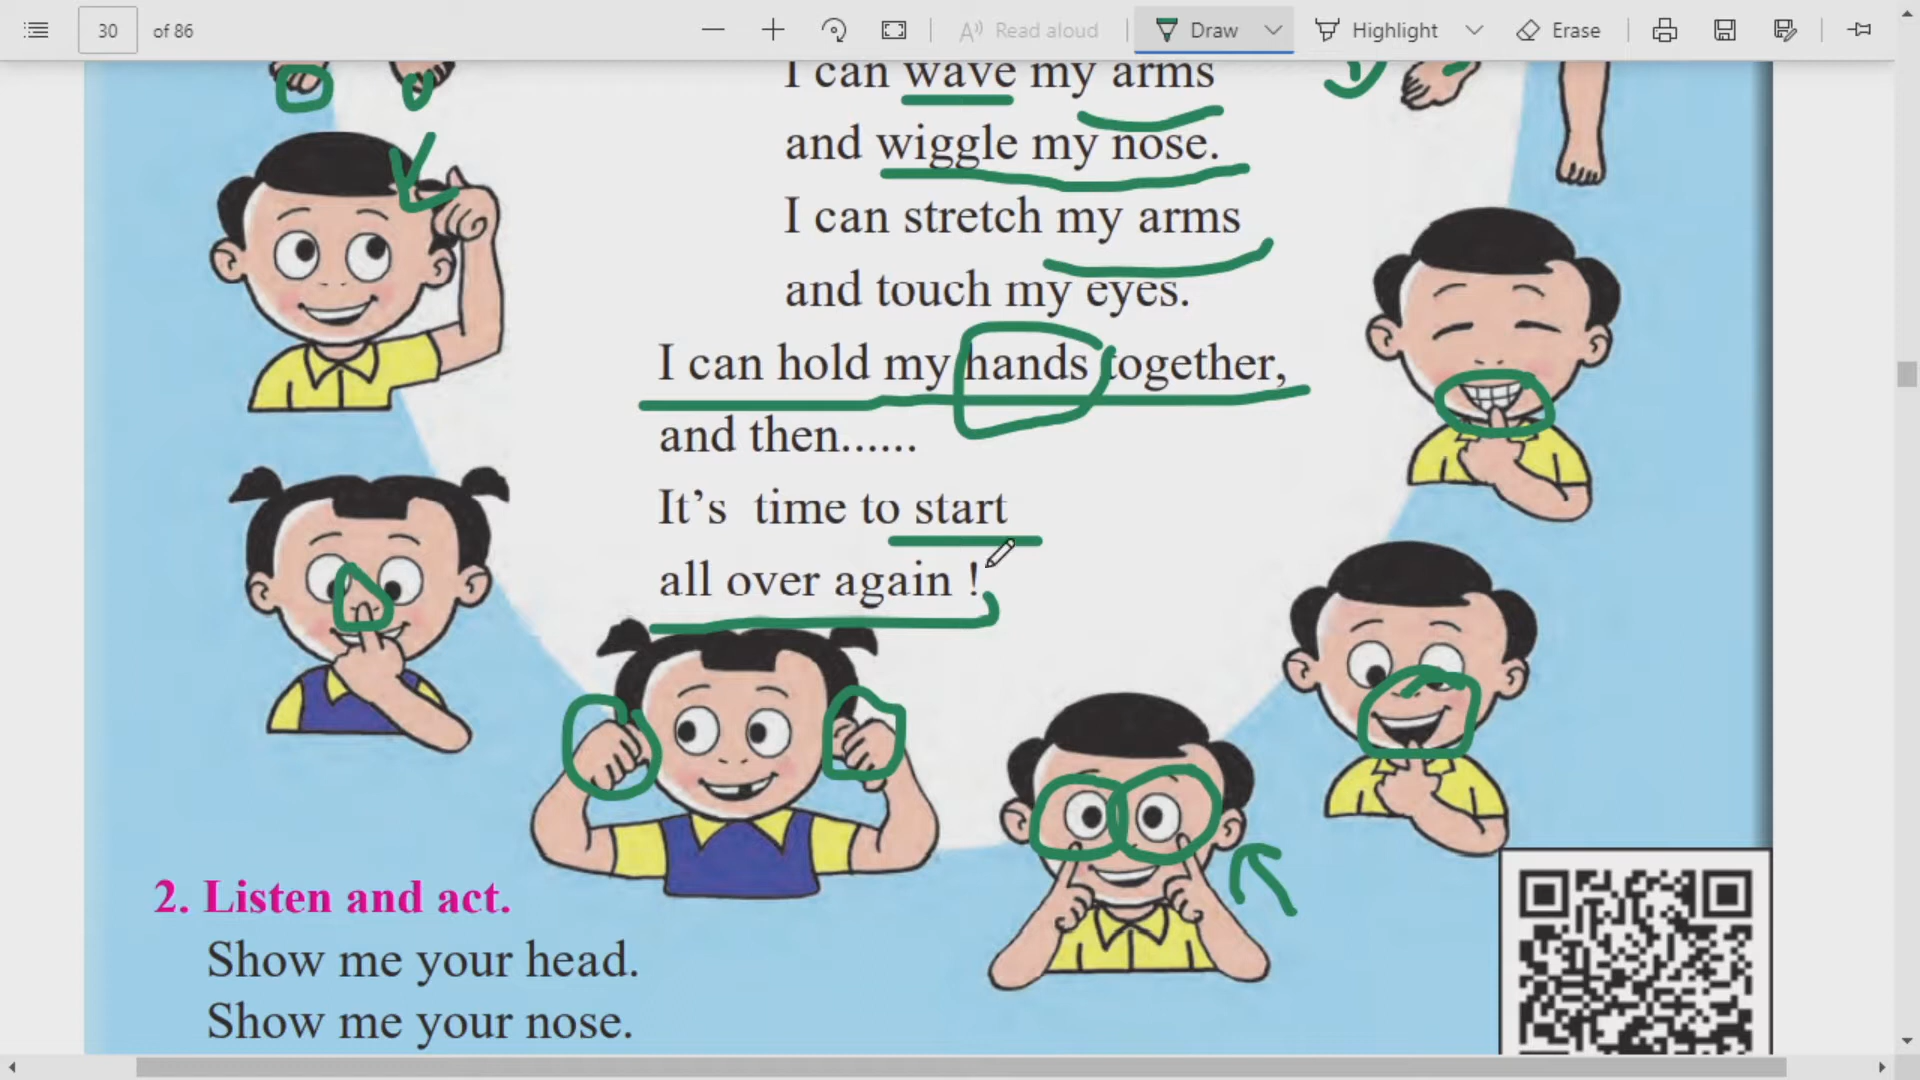 30 of 86 Read aloud Draw Highlight Erase
I can wave my arms
and wiggle my nose.
I can stretch my arms
and touch my eyes.
I can hold my hands together,
and then......
It's time to start
all over again !
2. Listen and act.
Show me your head.
Show me your nose.